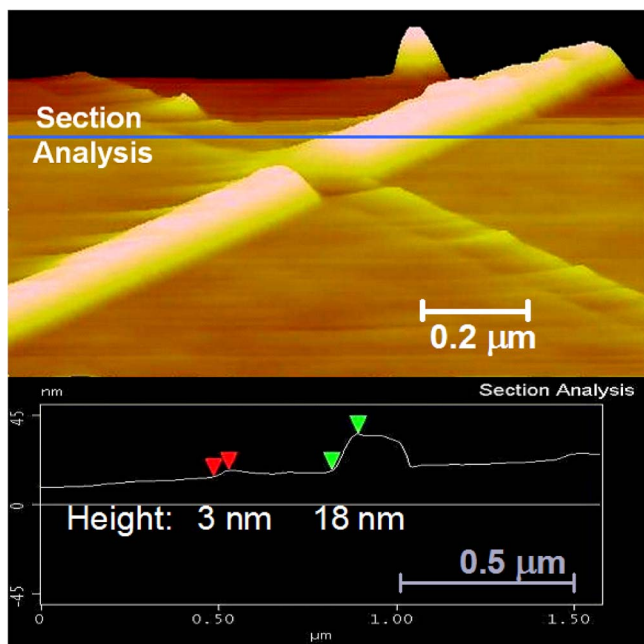 Section
Analysis
0.2 μm
nm
Section Analysis
45
0
Height: 3 nm 18 nm
0.5 μm
-45
0 0.50 1.00 1.50
μm